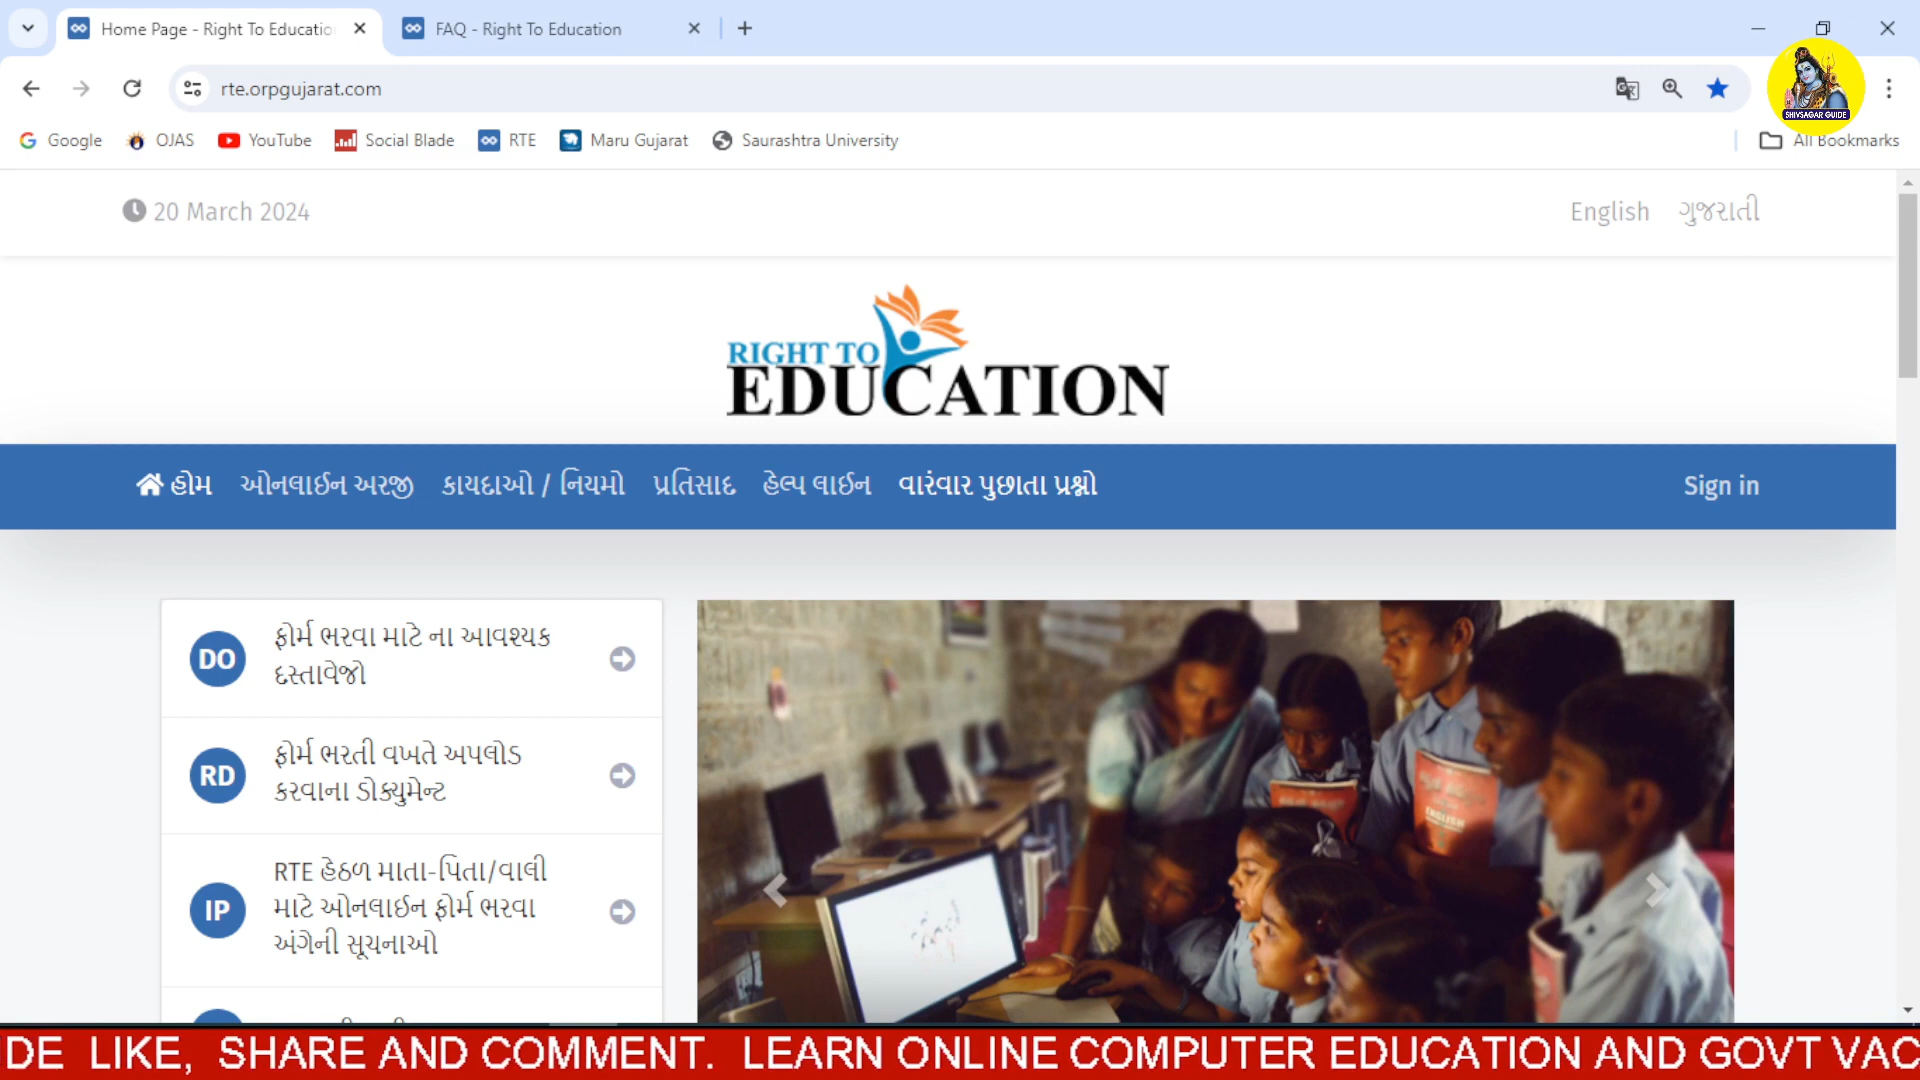 Home Page - Right To Educatio
FAQ - Right To Education
rte.orpgujarat.com
SHIVSAGAR GUIDE
Google
OJAS
YouTube
Social Blade
RTE
Maru Gujarat
Saurashtra University
All Bookmarks
20 March 2024
English ગુજરાતી
RIGHT TO
EDUCATION
હોમ ઓનલાઈન અરજી કાયદાઓ / નિયમો પ્રતિસાદ હેલ્પ લાઈન વારંવાર પુછાતા પ્રશ્નો Sign in
DO
ફોર્મ ભરવા માટે ના આવશ્યક
દસ્તાવેજો
RD
ફોર્મ ભરતી વખતે અપલોડ
કરવાના ડોક્યુમેન્ટ
IP
RTE હેઠળ માતા-પિતા/વાલી
માટે ઓનલાઈન ફોર્મ ભરવા
અંગેની સૂચનાઓ
ENGLISH
DE LIKE, SHARE AND COMMENT. LEARN ONLINE COMPUTER EDUCATION AND GOVT VAC